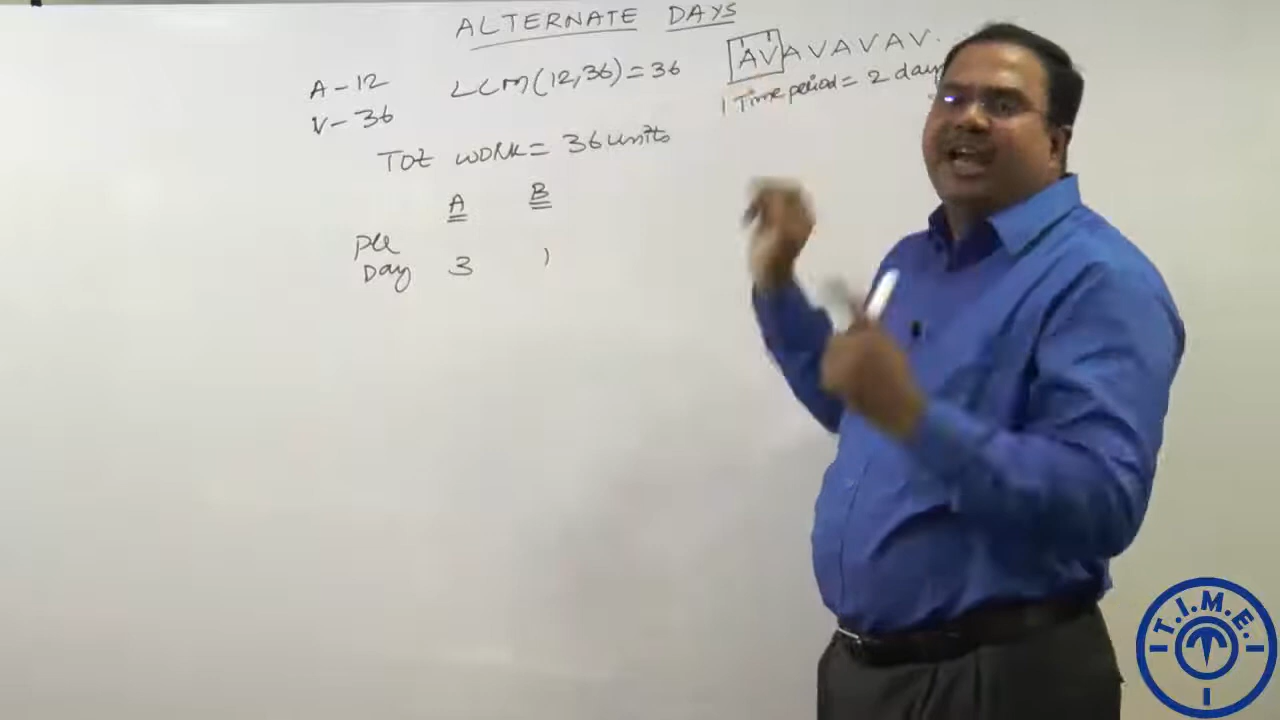 ALTERNATE DAYS
A - 12
V - 36
LCM (12,36) = 36
AVAVAVAV.
1 Time period = 2 days
TOT WORK = 36 units
A B
per
Day 3 1
T.I.M.E.